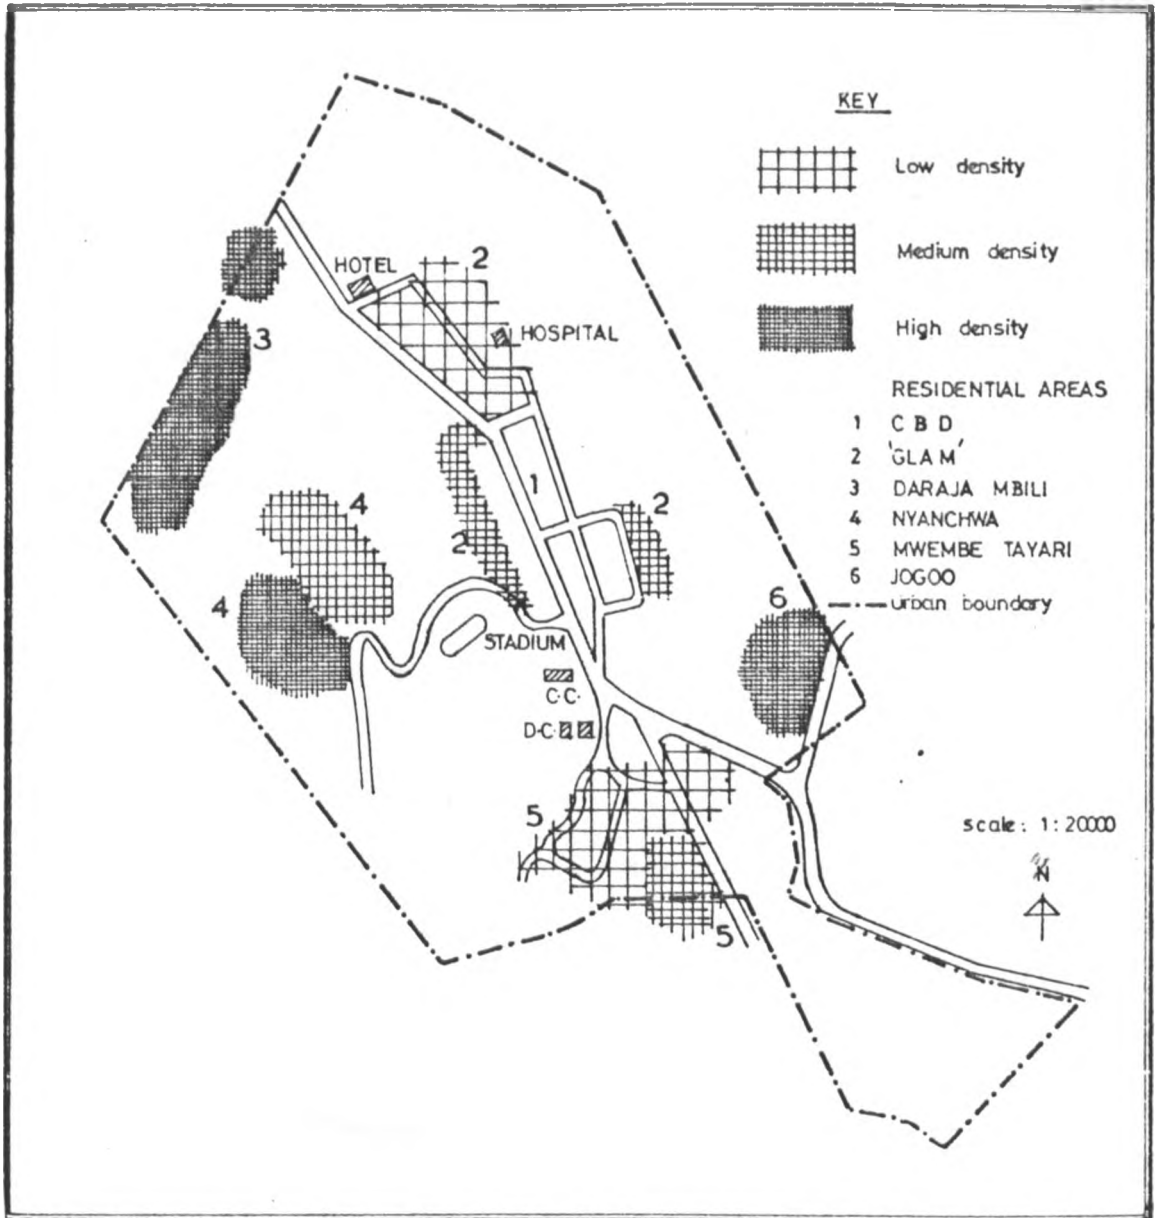 KEY
Low density
Medium density
High density
RESIDENTIAL AREAS
1 C B D
2 'GLAM'
3 DARAJA MBILI
4 NYANCHWA
5 MWEMBE TAYARI
6 JOGOO
urban boundary
scale: 1:20000
N
HOTEL
2
HOSPITAL
3
1
4
2
2
4
6
STADIUM
C·C·
D·C·
5
5